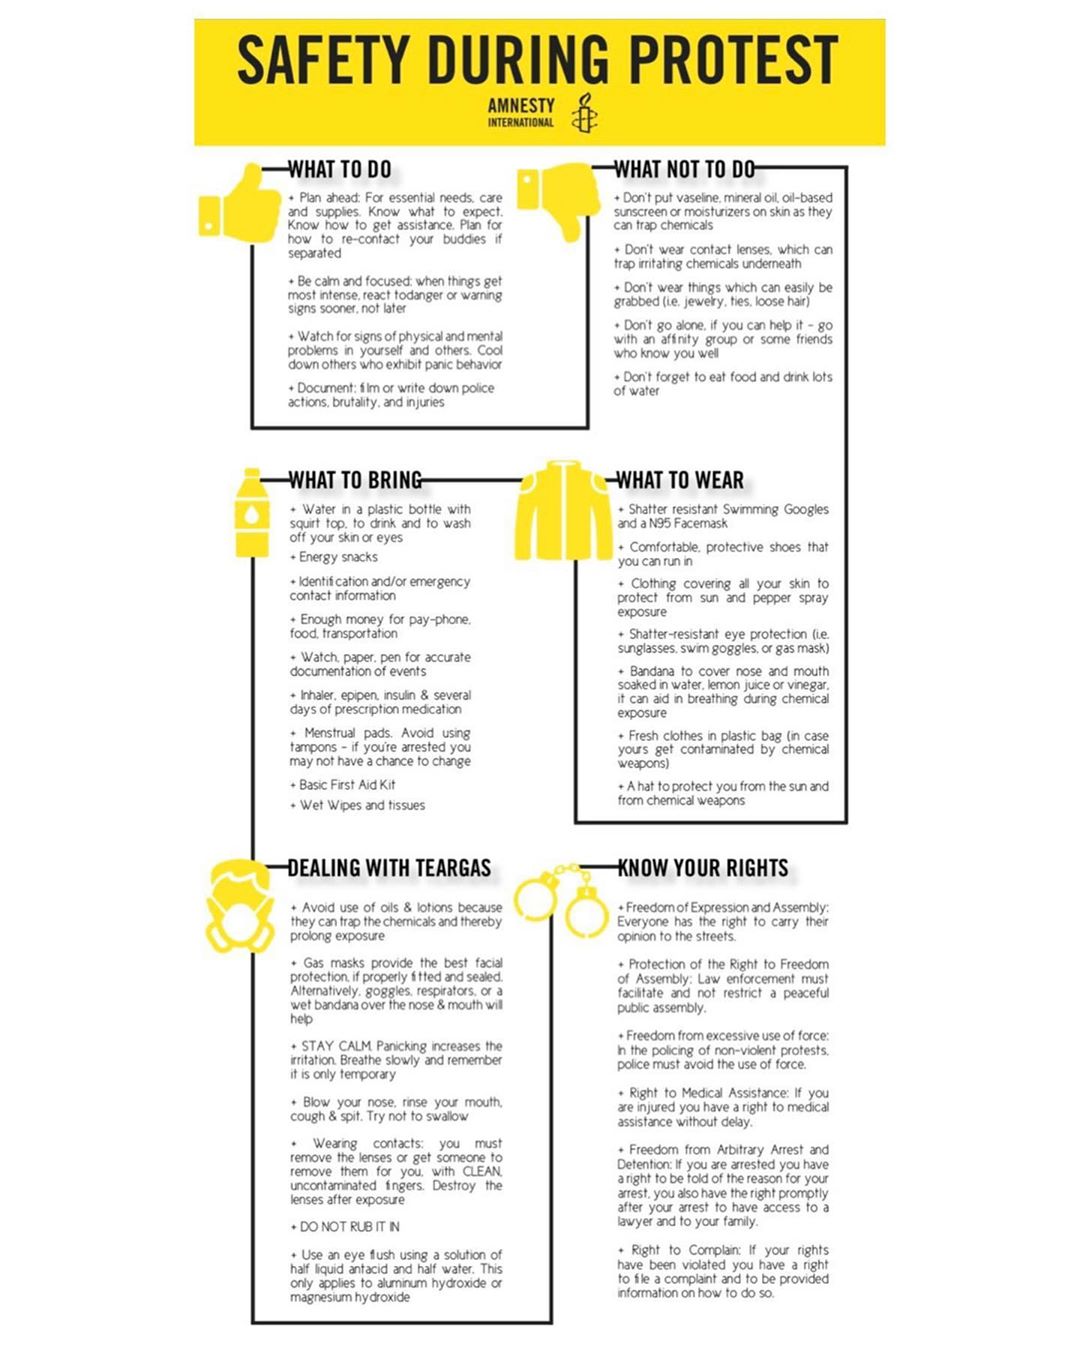 SAFETY DURING PROTEST
AMNESTY
INTERNATIONAL
WHAT TO DO
+ Plan ahead: For essential needs, care
and supplies. Know what to expect.
Know how to get assistance. Plan for
how to re-contact your buddies if
separated
+ Be calm and focused: when things get
most intense, react todanger or warning
signs sooner, not later
+ Watch for signs of physical and mental
problems in yourself and others. Cool
down others who exhibit panic behavior
+ Document: film or write down police
actions, brutality, and injuries
WHAT NOT TO DO
+ Don't put vaseline, mineral oil, oil-based
sunscreen or moisturizers on skin as they
can trap chemicals
+ Don't wear contact lenses, which can
trap irritating chemicals underneath
+ Don't wear things which can easily be
grabbed (i.e. jewelry, ties, loose hair)
+ Don't go alone, if you can help it - go
with an affinity group or some friends
who know you well
+ Don't forget to eat food and drink lots
of water
WHAT TO BRING
+ Water in a plastic bottle with
squirt top, to drink and to wash
off your skin or eyes
+ Energy snacks
+ Identification and/or emergency
contact information
+ Enough money for pay-phone,
food, transportation
+ Watch, paper, pen for accurate
documentation of events
+ Inhaler, epipen, insulin & several
days of prescription medication
+ Menstrual pads. Avoid using
tampons - if you're arrested you
may not have a chance to change
+ Basic First Aid Kit
+ Wet Wipes and tissues
WHAT TO WEAR
+ Shatter resistant Swimming Googles
and a N95 Facemask
+ Comfortable, protective shoes that
you can run in
+ Clothing covering all your skin to
protect from sun and pepper spray
exposure
+ Shatter-resistant eye protection (i.e.
sunglasses, swim goggles, or gas mask)
+ Bandana to cover nose and mouth
soaked in water, lemon juice or vinegar,
it can aid in breathing during chemical
exposure
+ Fresh clothes in plastic bag (in case
yours get contaminated by chemical
weapons)
+ A hat to protect you from the sun and
from chemical weapons
DEALING WITH TEARGAS
+ Avoid use of oils & lotions because
they can trap the chemicals and thereby
prolong exposure
+ Gas masks provide the best facial
protection, if properly fitted and sealed.
Alternatively, goggles, respirators, or a
wet bandana over the nose & mouth will
help
+ STAY CALM. Panicking increases the
irritation. Breathe slowly and remember
it is only temporary
+ Blow your nose, rinse your mouth,
cough & spit. Try not to swallow
+ Wearing contacts: you must
remove the lenses or get someone to
remove them for you, with CLEAN,
uncontaminated fingers. Destroy the
lenses after exposure
+ DO NOT RUB IT IN
+ Use an eye flush using a solution of
half liquid antacid and half water. This
only applies to aluminum hydroxide or
magnesium hydroxide
KNOW YOUR RIGHTS
+ Freedom of Expression and Assembly:
Everyone has the right to carry their
opinion to the streets.
+ Protection of the Right to Freedom
of Assembly: Law enforcement must
facilitate and not restrict a peaceful
public assembly.
+ Freedom from excessive use of force:
In the policing of non-violent protests,
police must avoid the use of force.
+ Right to Medical Assistance: If you
are injured you have a right to medical
assistance without delay.
+ Freedom from Arbitrary Arrest and
Detention: If you are arrested you have
a right to be told of the reason for your
arrest, you also have the right promptly
after your arrest to have access to a
lawyer and to your family.
+ Right to Complain: If your rights
have been violated you have a right
to file a complaint and to be provided
information on how to do so.